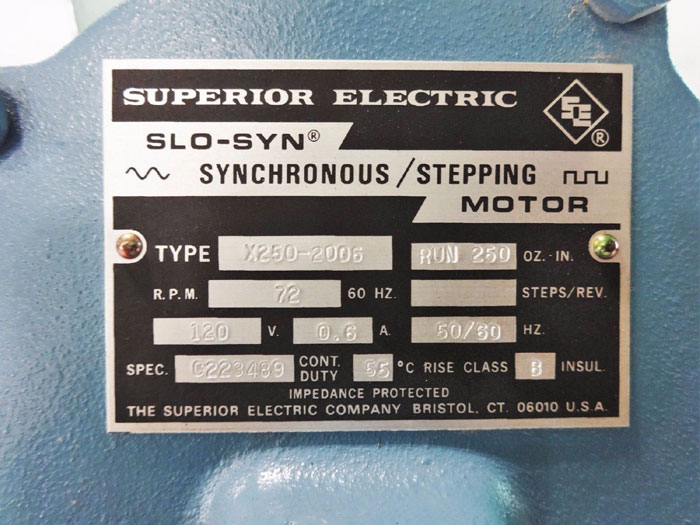 SUPERIOR ELECTRIC
SE ®
SLO-SYN®
SYNCHRONOUS/STEPPING
MOTOR
TYPE X250-2006 RUN 250 OZ.-IN.
R.P.M. 72 60 HZ. STEPS/REV.
120 V. 0.6 A. 50/60 HZ.
SPEC. G223489 CONT. DUTY 55 °C RISE CLASS B INSUL.
IMPEDANCE PROTECTED
THE SUPERIOR ELECTRIC COMPANY BRISTOL, CT. 06010 U.S.A.